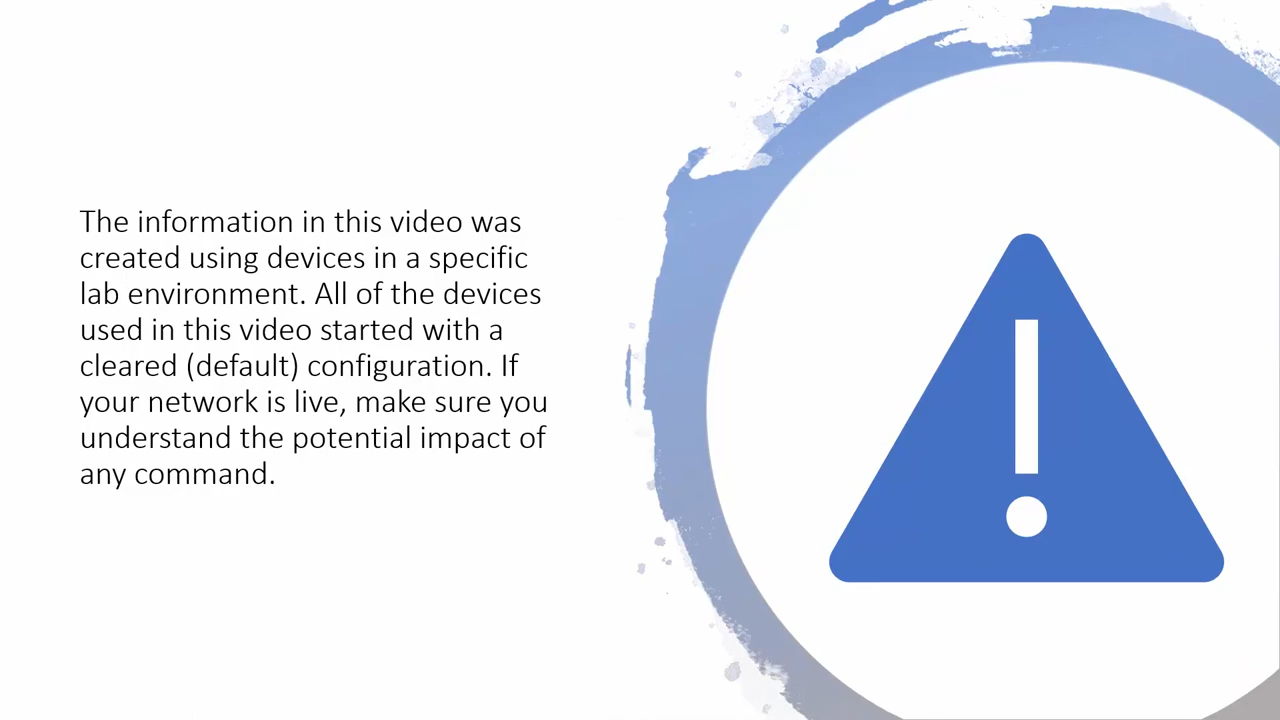 The information in this video was
created using devices in a specific
lab environment. All of the devices
used in this video started with a
cleared (default) configuration. If
your network is live, make sure you
understand the potential impact of
any command.